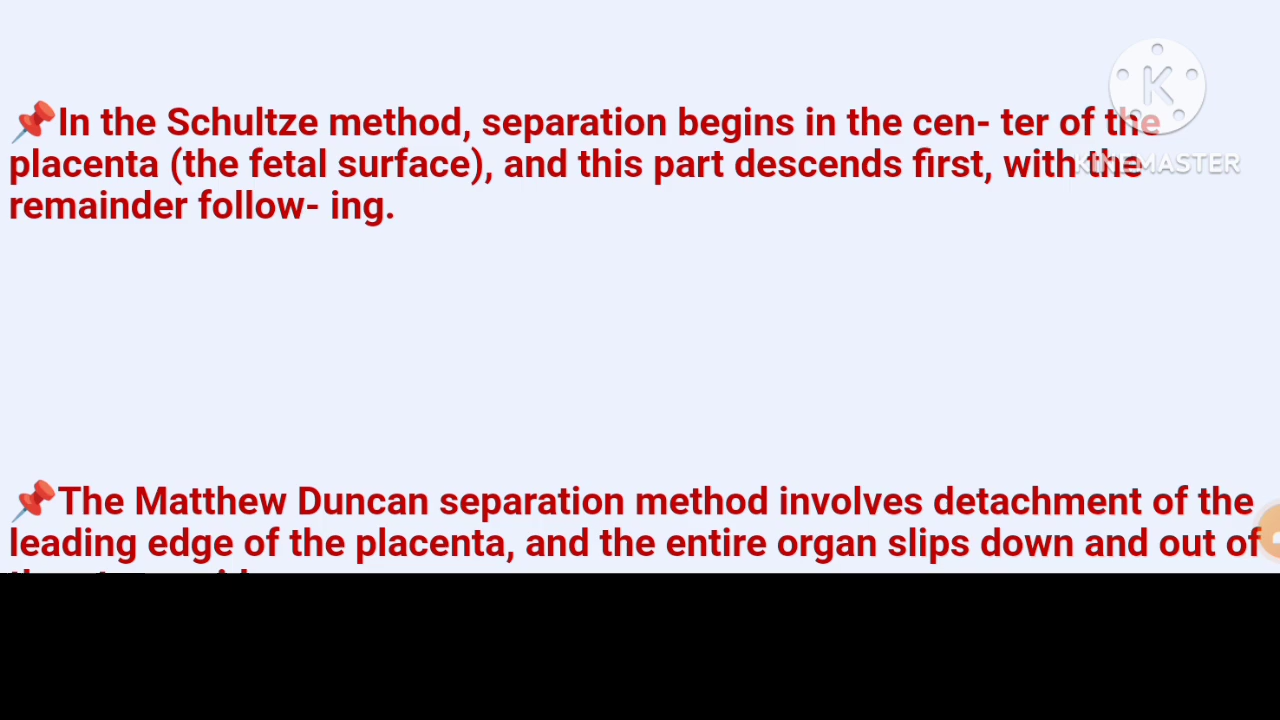 📌In the Schultze method, separation begins in the cen- ter of the
placenta (the fetal surface), and this part descends first, with the
remainder follow- ing.
📌The Matthew Duncan separation method involves detachment of the
leading edge of the placenta, and the entire organ slips down and out of
K
KINEMASTER